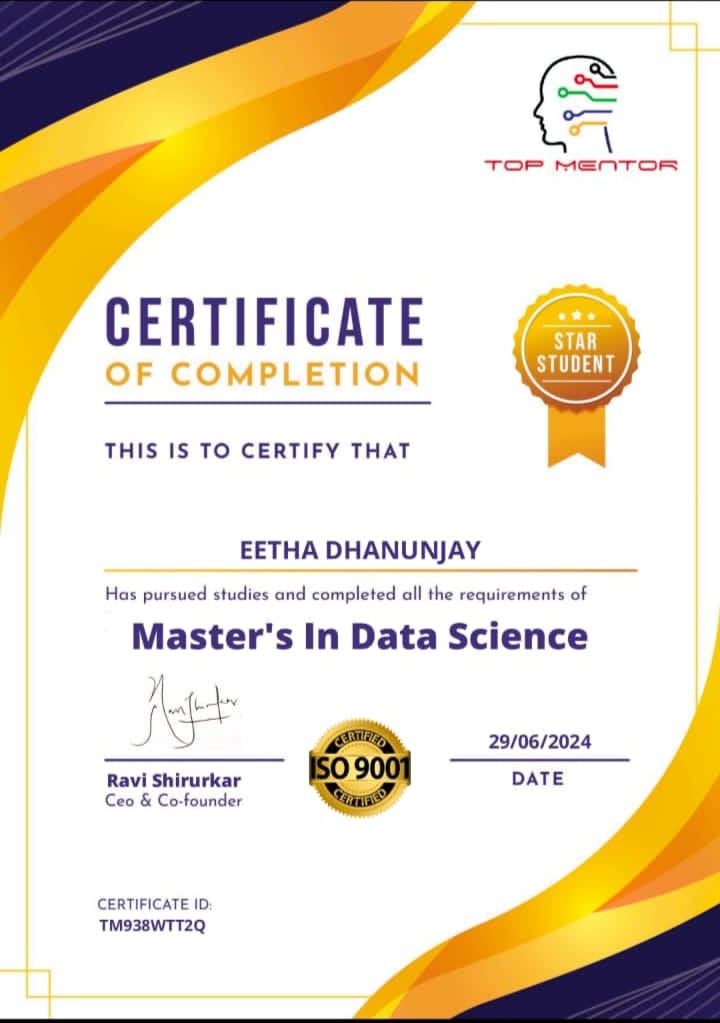 TOP MENTOR
CERTIFICATE
OF COMPLETION
STAR
STUDENT
THIS IS TO CERTIFY THAT
EETHA DHANUNJAY
Has pursued studies and completed all the requirements of
Master's In Data Science
29/06/2024
DATE
Ravi Shirurkar
Ceo & Co-founder
CERTIFIED
ISO 9001
CERTIFIED
CERTIFICATE ID:
TM938WTT2Q